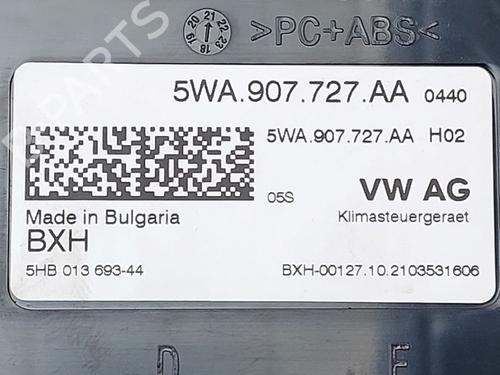 >PC+ABS<
5WA.907.727.AA 0440
5WA.907.727.AA H02
05S VW AG
Made in Bulgaria Klimasteuergeraet
BXH
5HB 013 693-44 BXH-00127.10.2103531606
D E